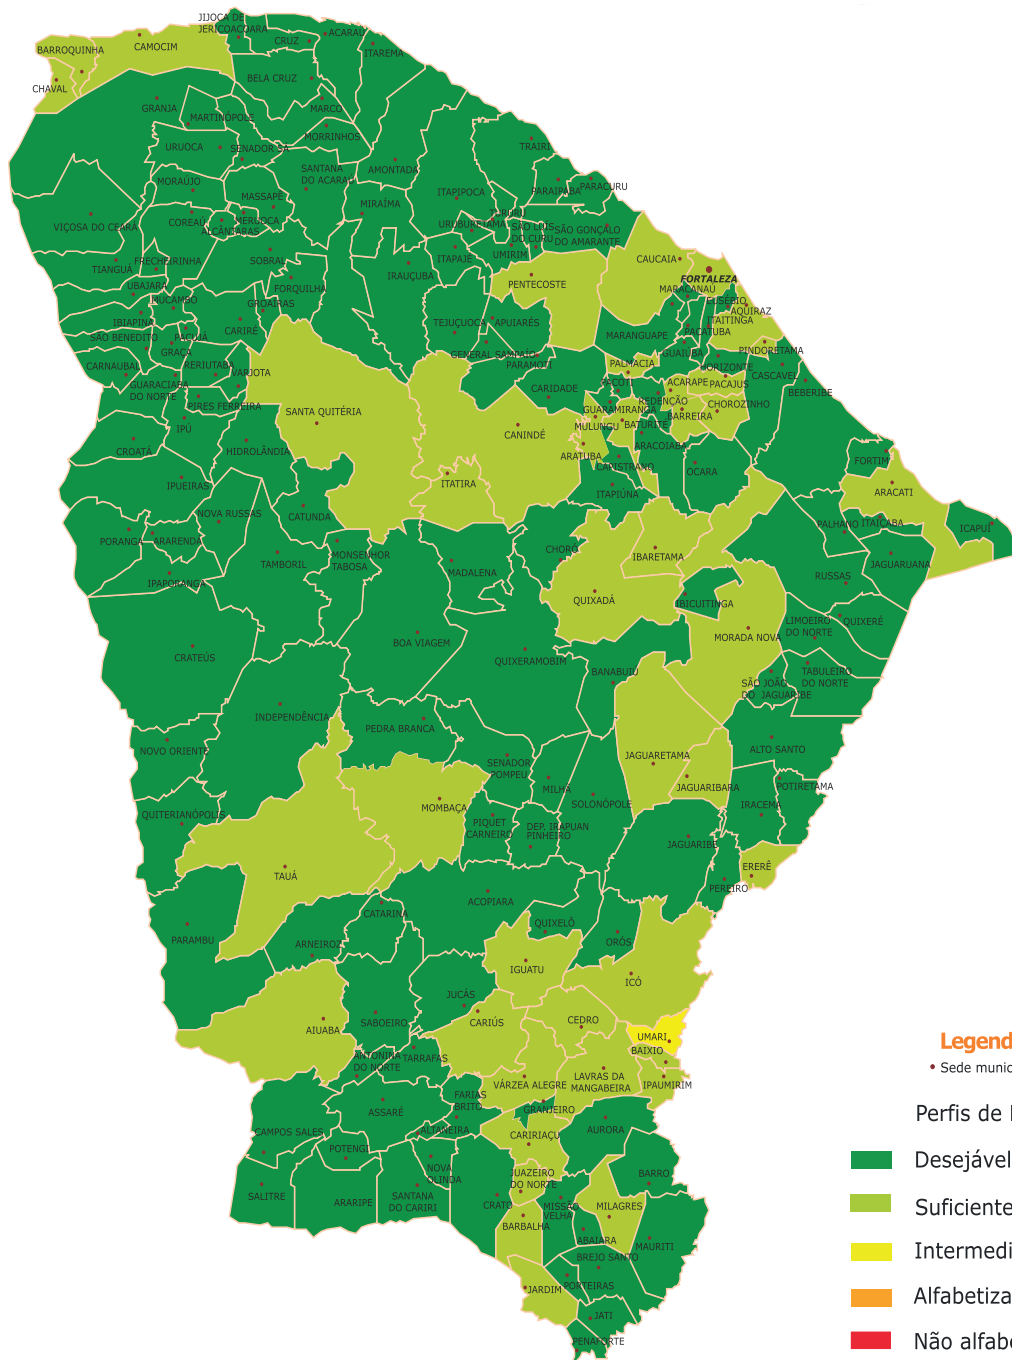 JIJOCA DE
JERICOACOARA
CRUZ
ACARAÚ
BARROQUINHA
CAMOCIM
ITAREMA
CHAVAL
BELA CRUZ
GRANJA
MARCO
MARTINÓPOLE
MORRINHOS
URUOCA
SENADOR SÁ
TRAIRI
AMONTADA
SANTANA
DO ACARAÚ
MORAÚJO
MASSAPÊ
ITAPIPOCA
PARAIPABA
PARACURU
MIRAÍMA
VIÇOSA DO CEARÁ
COREAÚ
MERUOCA
ALCÂNTARAS
TURURU
URUBURETAMA
SÃO LUÍS
DO CURU
SÃO GONÇALO
DO AMARANTE
UMIRIM
ITAPAJÉ
TIANGUÁ
FRECHEIRINHA
SOBRAL
IRAUÇUBA
CAUCAIA
FORTALEZA
UBAJARA
FORQUILHA
PENTECOSTE
MARACANAÚ
MUCAMBO
GROAÍRAS
EUSÉBIO
AQUIRAZ
IBIAPINA
ITAITINGA
TEJUÇUOCA
APUIARÉS
CARIRÉ
PACATUBA
MARANGUAPE
SÃO BENEDITO
PACUJÁ
GRAÇA
GUAIUBA
PINDORETAMA
GENERAL SAMPAIO
PARAMOTI
HORIZONTE
CARNAUBAL
RERIUTABA
VARJOTA
PALMÁCIA
CASCAVEL
GUARACIABA
DO NORTE
CARIDADE
PACOTI
ACARAPE
PACAJUS
BEBERIBE
PIRES FERREIRA
REDENÇÃO
SANTA QUITÉRIA
GUARAMIRANGA
BARREIRA
CHOROZINHO
IPÚ
MULUNGU
BATURITÉ
CANINDÉ
CROATÁ
HIDROLÂNDIA
ARATUBA
ARACOIABA
CAPISTRANO
OCARA
FORTIM
IPUEIRAS
ITATIRA
ITAPIÚNA
ARACATI
NOVA RUSSAS
CATUNDA
PORANGA
ARARENDÁ
PALHANO
ITAIÇABA
ICAPUÍ
MONSENHOR
TABOSA
CHORÓ
IBARETAMA
TAMBORIL
MADALENA
JAGUARUANA
IPAPORANGA
RUSSAS
QUIXADÁ
IBICUITINGA
LIMOEIRO
DO NORTE
QUIXERÉ
MORADA NOVA
BOA VIAGEM
CRATEÚS
QUIXERAMOBIM
BANABUIU
TABULEIRO
DO NORTE
SÃO JOÃO
DO JAGUARIBE
INDEPENDÊNCIA
PEDRA BRANCA
NOVO ORIENTE
ALTO SANTO
SENADOR
POMPEU
JAGUARETAMA
MILHÃ
JAGUARIBARA
POTIRETAMA
SOLONÓPOLE
MOMBAÇA
IRACEMA
QUITERIANÓPOLIS
PIQUET
CARNEIRO
DEP. IRAPUAN
PINHEIRO
JAGUARIBE
TAUÁ
ERERÊ
PEREIRO
ACOPIARA
CATARINA
QUIXELÔ
PARAMBU
ARNEIROZ
ORÓS
IGUATU
ICÓ
JUCÁS
SABOEIRO
CARIÚS
CEDRO
AIUABA
UMARI
BAIXIO
Legend
ANTONINA
DO NORTE
TARRAFAS
Sede munic
VÁRZEA ALEGRE
LAVRAS DA
MANGABEIRA
IPAUMIRIM
FARIAS
BRITO
ASSARÉ
GRANJEIRO
Perfis de
CAMPOS SALES
ALTANEIRA
AURORA
CARIRIAÇU
POTENGI
Desejável
NOVA
OLINDA
JUAZEIRO
DO NORTE
BARRO
SALITRE
ARARIPE
SANTANA
DO CARIRI
CRATO
MISSÃO
VELHA
MILAGRES
Suficiente
BARBALHA
ABAIARA
MAURITI
Intermedi
BREJO SANTO
JARDIM
PORTEIRAS
Alfabetiza
JATI
PENAFORTE
Não alfabe